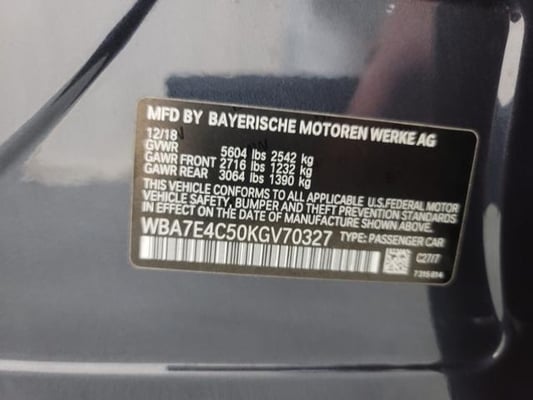 MFD BY BAYERISCHE MOTOREN WERKE AG
12/18
GVWR 5604 lbs 2542 kg
GAWR FRONT 2716 lbs 1232 kg
GAWR REAR 3064 lbs 1390 kg
THIS VEHICLE CONFORMS TO ALL APPLICABLE U.S.FEDERAL MOTOR
VEHICLE SAFETY, BUMPER, AND THEFT PREVENTION STANDARDS
IN EFFECT ON THE DATE OF MANUFACTURE SHOWN ABOVE.
WBA7E4C50KGV70327 TYPE: PASSENGER CAR
C27/7
7315814